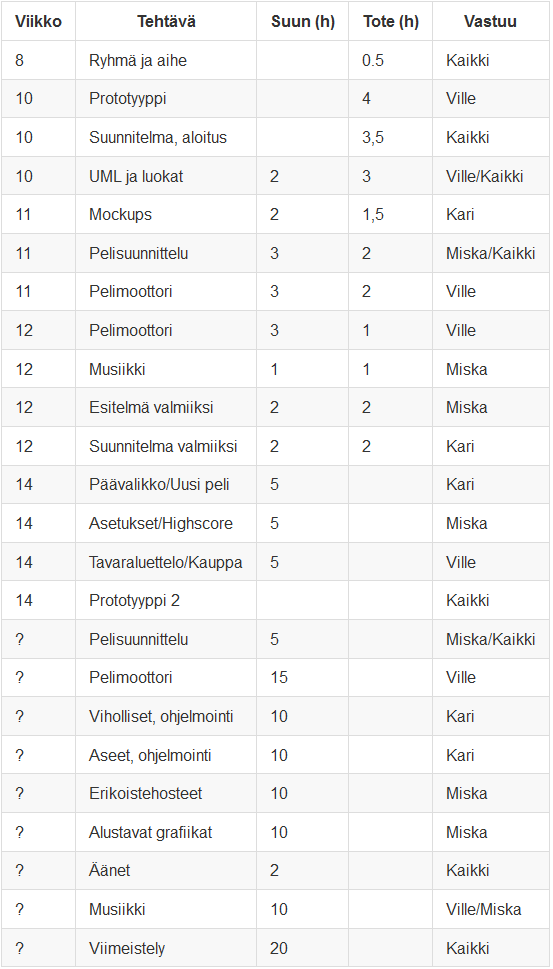 Viikko Tehtävä Suun (h) Tote (h) Vastuu
8 Ryhmä ja aihe 0.5 Kaikki
10 Prototyyppi 4 Ville
10 Suunnitelma, aloitus 3,5 Kaikki
10 UML ja luokat 2 3 Ville/Kaikki
11 Mockups 2 1,5 Kari
11 Pelisuunnittelu 3 2 Miska/Kaikki
11 Pelimoottori 3 2 Ville
12 Pelimoottori 3 1 Ville
12 Musiikki 1 1 Miska
12 Esitelmä valmiiksi 2 2 Miska
12 Suunnitelma valmiiksi 2 2 Kari
14 Päävalikko/Uusi peli 5 Kari
14 Asetukset/Highscore 5 Miska
14 Tavaraluettelo/Kauppa 5 Ville
14 Prototyyppi 2 Kaikki
? Pelisuunnittelu 5 Miska/Kaikki
? Pelimoottori 15 Ville
? Viholliset, ohjelmointi 10 Kari
? Aseet, ohjelmointi 10 Kari
? Erikoistehosteet 10 Miska
? Alustavat grafiikat 10 Miska
? Äänet 2 Kaikki
? Musiikki 10 Ville/Miska
? Viimeistely 20 Kaikki